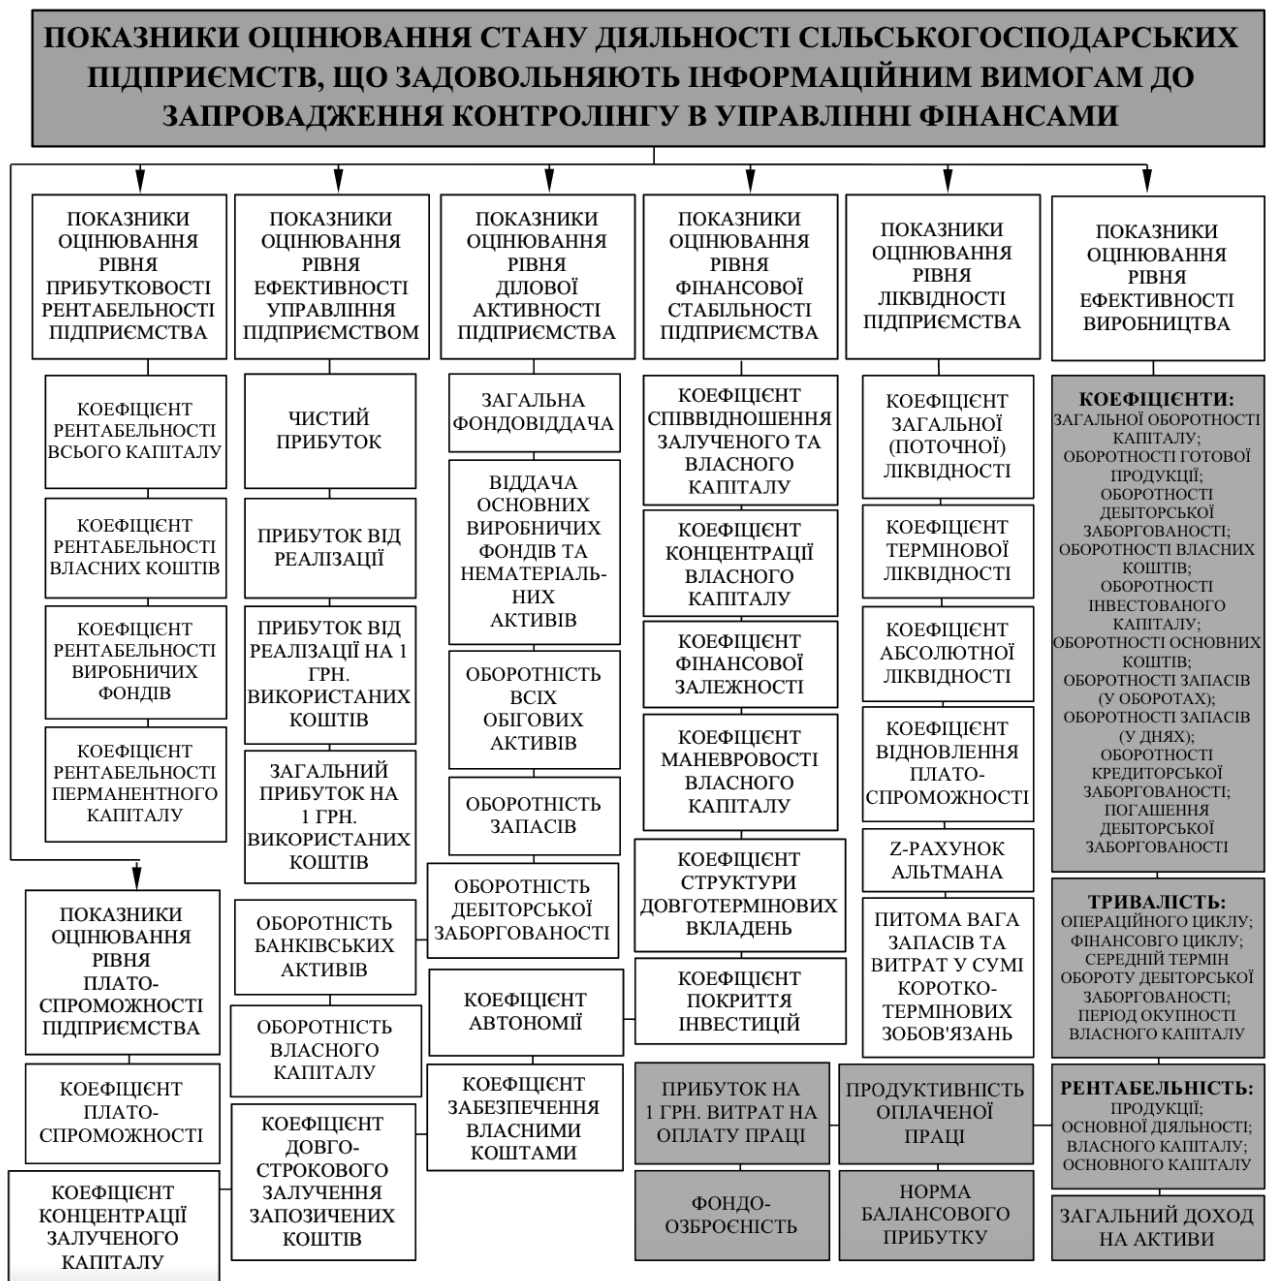 ПОКАЗНИКИ ОЦІНЮВАННЯ СТАНУ ДІЯЛЬНОСТІ СІЛЬСЬКОГОСПОДАРСЬКИХ
ПІДПРИЄМСТВ, ЩО ЗАДОВОЛЬНЯЮТЬ ІНФОРМАЦІЙНИМ ВИМОГАМ ДО
ЗАПРОВАДЖЕННЯ КОНТРОЛІНГУ В УПРАВЛІННІ ФІНАНСАМИ
ПОКАЗНИКИ
ОЦІНЮВАННЯ
РІВНЯ
ПРИБУТКОВОСТІ
РЕНТАБЕЛЬНОСТІ
ПІДПРИЄМСТВА
КОЕФІЦІЄНТ
РЕНТАБЕЛЬНОСТІ
ВСЬОГО КАПІТАЛУ
КОЕФІЦІЄНТ
РЕНТАБЕЛЬНОСТІ
ВЛАСНИХ КОШТІВ
КОЕФІЦІЄНТ
РЕНТАБЕЛЬНОСТІ
ВИРОБНИЧИХ
ФОНДІВ
КОЕФІЦІЄНТ
РЕНТАБЕЛЬНОСТІ
ПЕРМАНЕНТНОГО
КАПІТАЛУ
ПОКАЗНИКИ
ОЦІНЮВАННЯ
РІВНЯ
ЕФЕКТИВНОСТІ
УПРАВЛІННЯ
ПІДПРИЄМСТВОМ
ЧИСТИЙ
ПРИБУТОК
ПРИБУТОК ВІД
РЕАЛІЗАЦІЇ
ПРИБУТОК ВІД
РЕАЛІЗАЦІЇ НА 1
ГРН.
ВИКОРИСТАНИХ
КОШТІВ
ЗАГАЛЬНИЙ
ПРИБУТОК НА
1 ГРН.
ВИКОРИСТАНИХ
КОШТІВ
ПОКАЗНИКИ
ОЦІНЮВАННЯ
РІВНЯ
ДІЛОВОЇ
АКТИВНОСТІ
ПІДПРИЄМСТВА
ЗАГАЛЬНА
ФОНДОВІДДАЧА
ВІДДАЧА
ОСНОВНИХ
ВИРОБНИЧИХ
ФОНДІВ ТА
НЕМАТЕРІАЛЬ-
НИХ
АКТИВІВ
ОБОРОТНІСТЬ
ВСІХ
ОБІГОВИХ
АКТИВІВ
ОБОРОТНІСТЬ
ЗАПАСІВ
ОБОРОТНІСТЬ
ДЕБІТОРСЬКОЇ
ЗАБОРГОВАНОСТІ
ОБОРОТНІСТЬ
БАНКІВСЬКИХ
АКТИВІВ
ОБОРОТНІСТЬ
ВЛАСНОГО
КАПІТАЛУ
ПОКАЗНИКИ
ОЦІНЮВАННЯ
РІВНЯ
ФІНАНСОВОЇ
СТАБІЛЬНОСТІ
ПІДПРИЄМСТВА
КОЕФІЦІЄНТ
СПІВВІДНОШЕННЯ
ЗАЛУЧЕНОГО ТА
ВЛАСНОГО
КАПІТАЛУ
КОЕФІЦІЄНТ
КОНЦЕНТРАЦІЇ
ВЛАСНОГО
КАПІТАЛУ
КОЕФІЦІЄНТ
ФІНАНСОВОЇ
ЗАЛЕЖНОСТІ
КОЕФІЦІЄНТ
МАНЕВРОВОСТІ
ВЛАСНОГО
КАПІТАЛУ
КОЕФІЦІЄНТ
СТРУКТУРИ
ДОВГОТЕРМІНОВИХ
ВКЛАДЕНЬ
КОЕФІЦІЄНТ
ПОКРИТТЯ
ІНВЕСТИЦІЙ
КОЕФІЦІЄНТ
АВТОНОМІЇ
КОЕФІЦІЄНТ
ЗАБЕЗПЕЧЕННЯ
ВЛАСНИМИ
КОШТАМИ
ПОКАЗНИКИ
ОЦІНЮВАННЯ
РІВНЯ
ЛІКВІДНОСТІ
ПІДПРИЄМСТВА
КОЕФІЦІЄНТ
ЗАГАЛЬНОЇ
(ПОТОЧНОЇ)
ЛІКВІДНОСТІ
КОЕФІЦІЄНТ
ТЕРМІНОВОЇ
ЛІКВІДНОСТІ
КОЕФІЦІЄНТ
АБСОЛЮТНОЇ
ЛІКВІДНОСТІ
КОЕФІЦІЄНТ
ВІДНОВЛЕННЯ
ПЛАТО-
СПРОМОЖНОСТІ
Z-РАХУНОК
АЛЬТМАНА
ПИТОМА ВАГА
ЗАПАСІВ ТА
ВИТРАТ У СУМІ
КОРОТКО-
ТЕРМІНОВИХ
ЗОБОВ'ЯЗАНЬ
ПОКАЗНИКИ
ОЦІНЮВАННЯ
РІВНЯ
ЕФЕКТИВНОСТІ
ВИРОБНИЦТВА
КОЕФІЦІЄНТИ:
ЗАГАЛЬНОЇ ОБОРОТНОСТІ
КАПІТАЛУ;
ОБОРОТНОСТІ ГОТОВОЇ
ПРОДУКЦІЇ;
ОБОРОТНОСТІ
ДЕБІТОРСЬКОЇ
ЗАБОРГОВАНОСТІ;
ОБОРОТНОСТІ ВЛАСНИХ
КОШТІВ;
ОБОРОТНОСТІ
ІНВЕСТОВАНОГО
КАПІТАЛУ;
ОБОРОТНОСТІ ОСНОВНИХ
КОШТІВ;
ОБОРОТНОСТІ ЗАПАСІВ
(У ОБОРОТАХ);
ОБОРОТНОСТІ ЗАПАСІВ
(У ДНЯХ);
ОБОРОТНОСТІ
КРЕДИТОРСЬКОЇ
ЗАБОРГОВАНОСТІ;
ПОГАШЕННЯ
ДЕБІТОРСЬКОЇ
ЗАБОРГОВАНОСТІ
ТРИВАЛІСТЬ:
ОПЕРАЦІЙНОГО ЦИКЛУ;
ФІНАНСОВГО ЦИКЛУ;
СЕРЕДНІЙ ТЕРМІН
ОБОРОТУ ДЕБІТОРСЬКОЇ
ЗАБОРГОВАНОСТІ;
ПЕРІОД ОКУПНОСТІ
ВЛАСНОГО КАПІТАЛУ
РЕНТАБЕЛЬНІСТЬ:
ПРОДУКЦІЇ;
ОСНОВНОЇ ДІЯЛЬНОСТІ;
ВЛАСНОГО КАПІТАЛУ;
ОСНОВНОГО КАПІТАЛУ
ЗАГАЛЬНИЙ ДОХОД
НА АКТИВИ
ПРОДУКТИВНІСТЬ
ОПЛАЧЕНОЇ
ПРАЦІ
НОРМА
БАЛАНСОВОГО
ПРИБУТКУ
ПРИБУТОК НА
1 ГРН. ВИТРАТ НА
ОПЛАТУ ПРАЦІ
ФОНДО-
ОЗБРОЄНІСТЬ
ПОКАЗНИКИ
ОЦІНЮВАННЯ
РІВНЯ
ПЛАТО-
СПРОМОЖНОСТІ
ПІДПРИЄМСТВА
КОЕФІЦІЄНТ
ПЛАТО-
СПРОМОЖНОСТІ
КОЕФІЦІЄНТ
КОНЦЕНТРАЦІЇ
ЗАЛУЧЕНОГО
КАПІТАЛУ
КОЕФІЦІЄНТ
ДОВГО-
СТРОКОВОГО
ЗАЛУЧЕННЯ
ЗАПОЗИЧЕНИХ
КОШТІВ